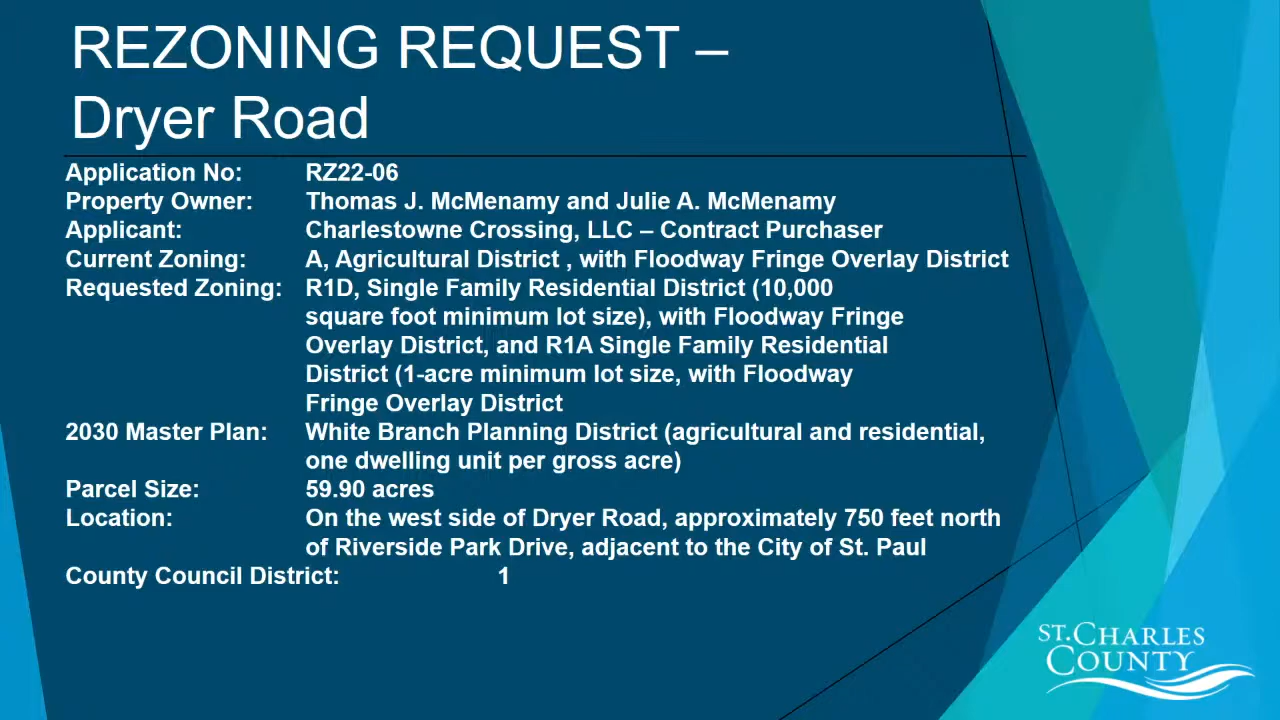 REZONING REQUEST –
Dryer Road
Application No: RZ22-06
Property Owner: Thomas J. McMenamy and Julie A. McMenamy
Applicant: Charlestowne Crossing, LLC – Contract Purchaser
Current Zoning: A, Agricultural District , with Floodway Fringe Overlay District
Requested Zoning: R1D, Single Family Residential District (10,000
square foot minimum lot size), with Floodway Fringe
Overlay District, and R1A Single Family Residential
District (1-acre minimum lot size, with Floodway
Fringe Overlay District
2030 Master Plan: White Branch Planning District (agricultural and residential,
one dwelling unit per gross acre)
Parcel Size: 59.90 acres
Location: On the west side of Dryer Road, approximately 750 feet north
of Riverside Park Drive, adjacent to the City of St. Paul
County Council District: 1
ST. CHARLES
COUNTY